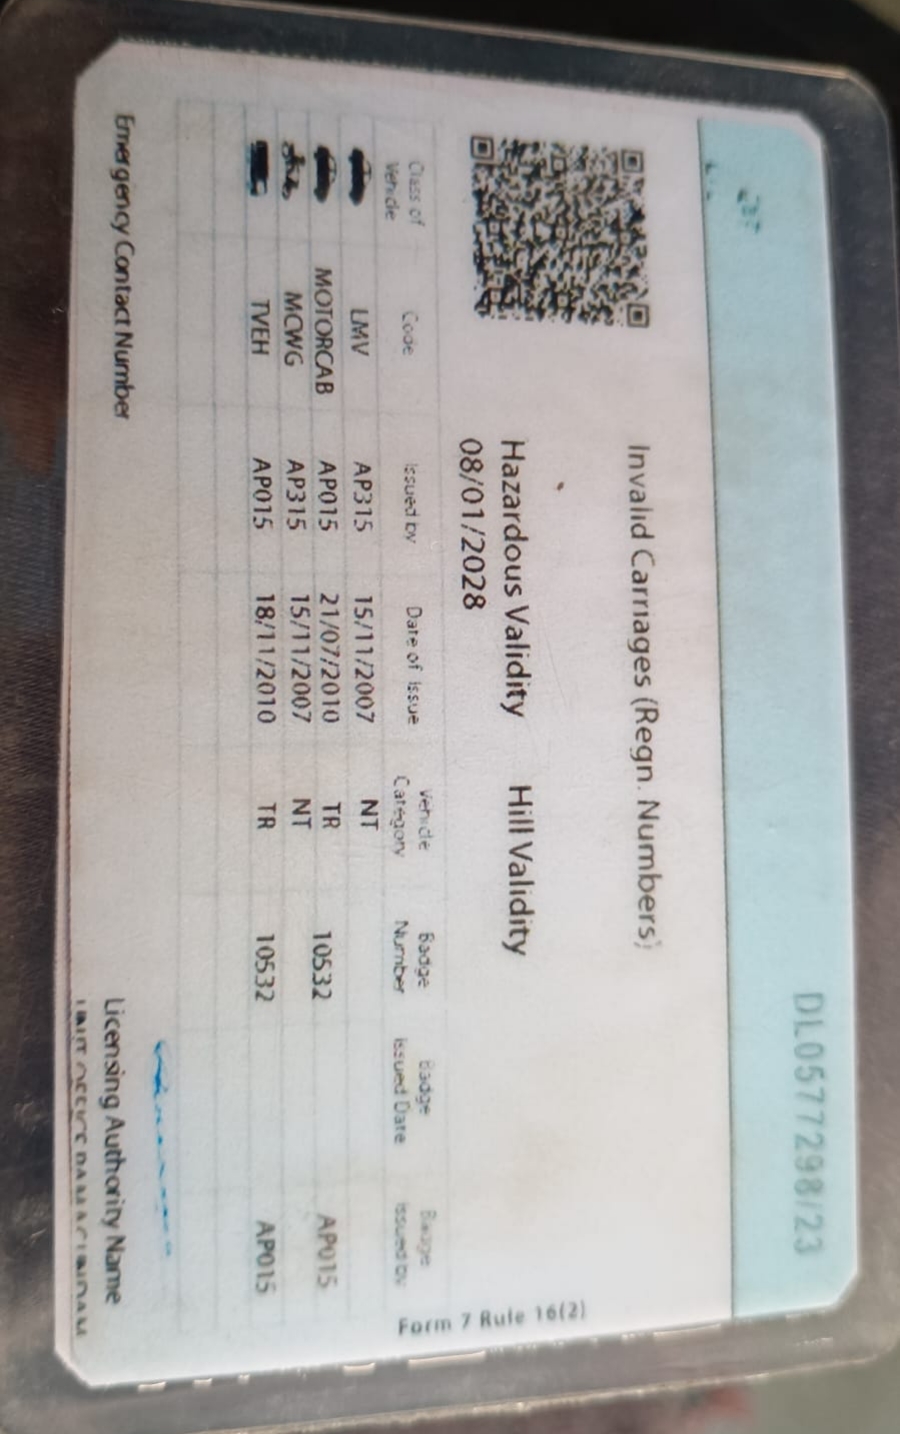 DL0577298/23
Invalid Carriages (Regn. Numbers)
Hazardous Validity Hill Validity
08/01/2028
Form 7 Rule 16(2)
Class of Vehicle Code Issued by Date of Issue Vehicle Category Badge Number Badge Issued Date Badge Issued by
LMV AP315 15/11/2007 NT
MOTORCAB AP015 21/07/2010 TR 10532 AP015
MCWG AP315 15/11/2007 NT
TVEH AP015 18/11/2010 TR 10532 AP015
Emergency Contact Number
Licensing Authority Name
UNIT OFFICE